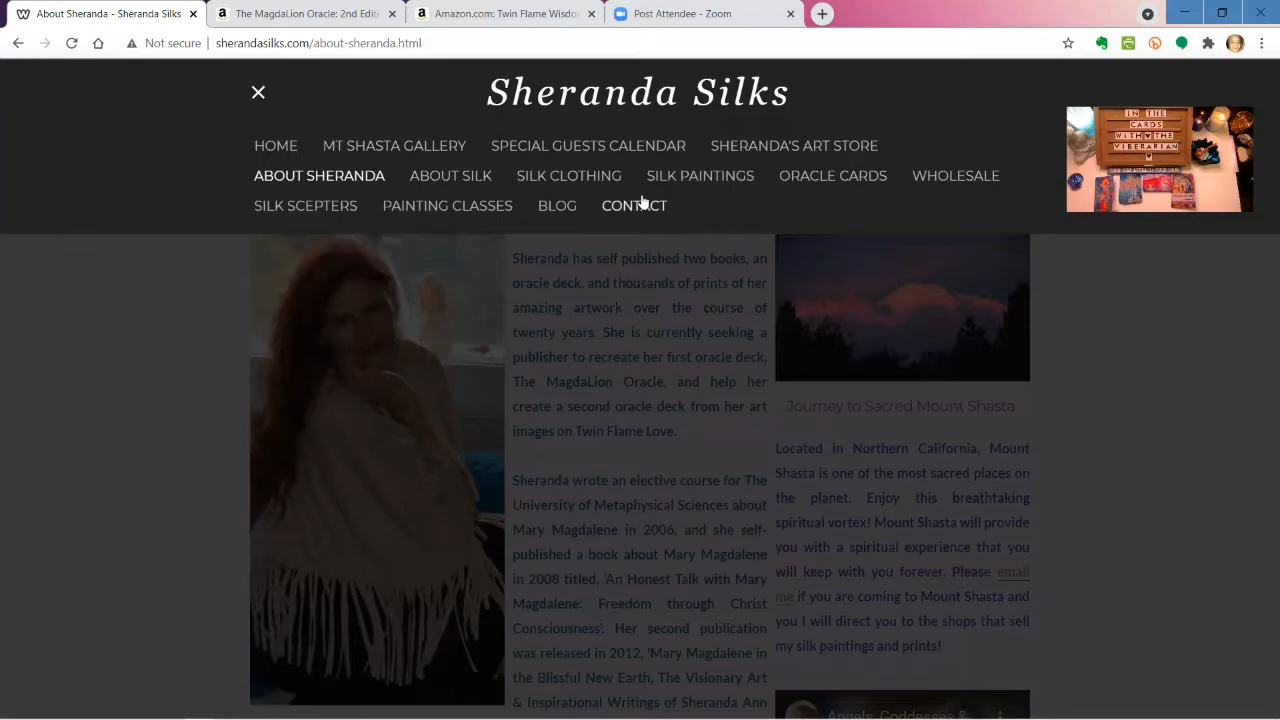 About Sheranda - Sheranda Silks
The MagdaLion Oracle: 2nd Editi
Amazon.com: Twin Flame Wisdo
Post Attendee - Zoom
Not secure
sherandasilks.com/about-sheranda.html
Sheranda Silks
HOME MT SHASTA GALLERY SPECIAL GUESTS CALENDAR SHERANDA'S ART STORE
ABOUT SHERANDA ABOUT SILK SILK CLOTHING SILK PAINTINGS ORACLE CARDS WHOLESALE
SILK SCEPTERS PAINTING CLASSES BLOG CONTACT
IN THE
CARDS
WITH THE
VIBERARIAN
Sheranda has self published two books, an
oracle deck. and thousands of prints of her
amazing artwork over the course of
twenty years. She is currently seeking a
publisher to recreate her first oracle deck,
The MagdaLion Oracle, and help her
create a second oracle deck from her art
images on Twin Flame Love.
Sheranda wrote an elective course for The
University of Metaphysical Sciences about
Mary Magdalene in 2006, and she self-
published a book about Mary Magdalene
in 2008 titled, 'An Honest Talk with Mary
Magdalene: Freedom through Christ
Consciousness'. Her second publication
was released in 2012, 'Mary Magdalene in
the Blissful New Earth, The Visionary Art
& Inspirational Writings of Sheranda Ann
Journey to Sacred Mount Shasta
Located in Northern California, Mount
Shasta is one of the most sacred places on
the planet. Enjoy this breathtaking
spiritual vortex! Mount Shasta will provide
you with a spiritual experience that you
will keep with you forever. Please email
me if you are coming to Mount Shasta and
you I will direct you to the shops that sell
my silk paintings and prints!
Angels, Goddesses &